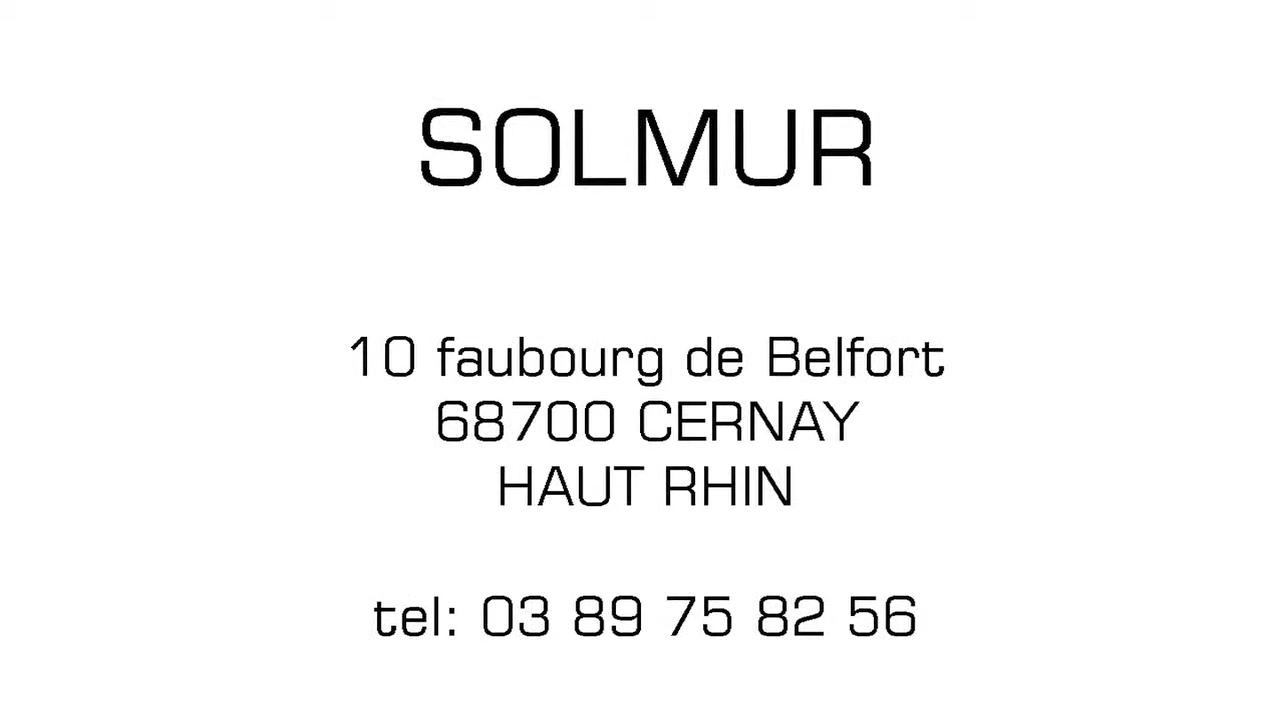 SOLMUR
10 faubourg de Belfort
68700 CERNAY
HAUT RHIN
tel: 03 89 75 82 56